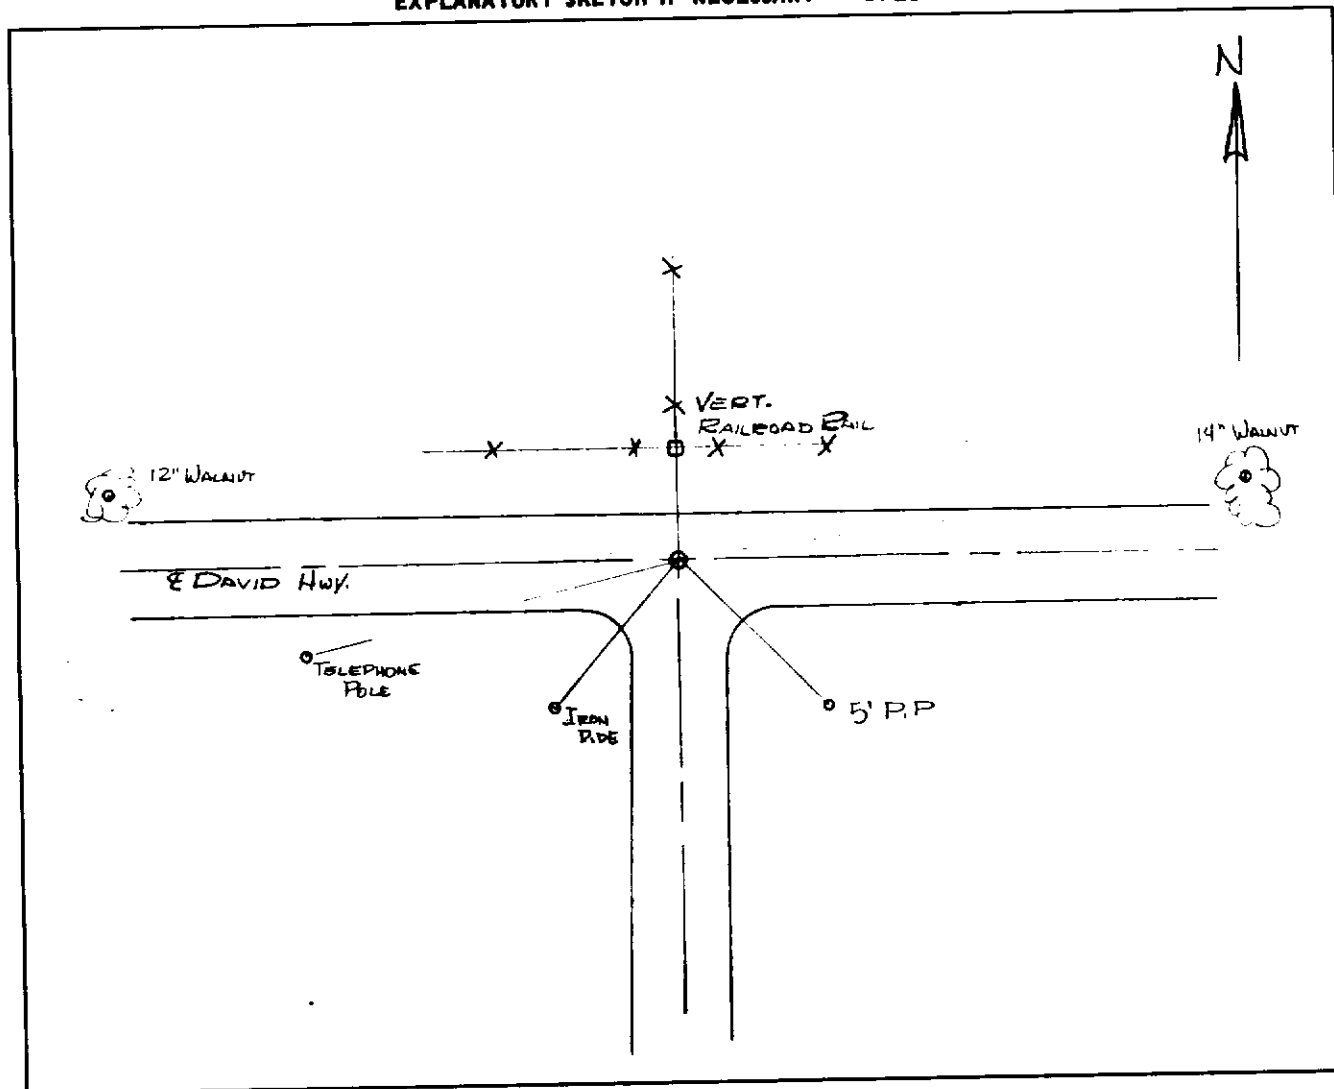 EXPLANATORY SKETCH IF NECESSARY
N
VERT.
RAILROAD RAIL
14" WALNUT
12" WALNUT
℄ DAVID HWY.
TELEPHONE
POLE
IRON
PIPE
5' P.P